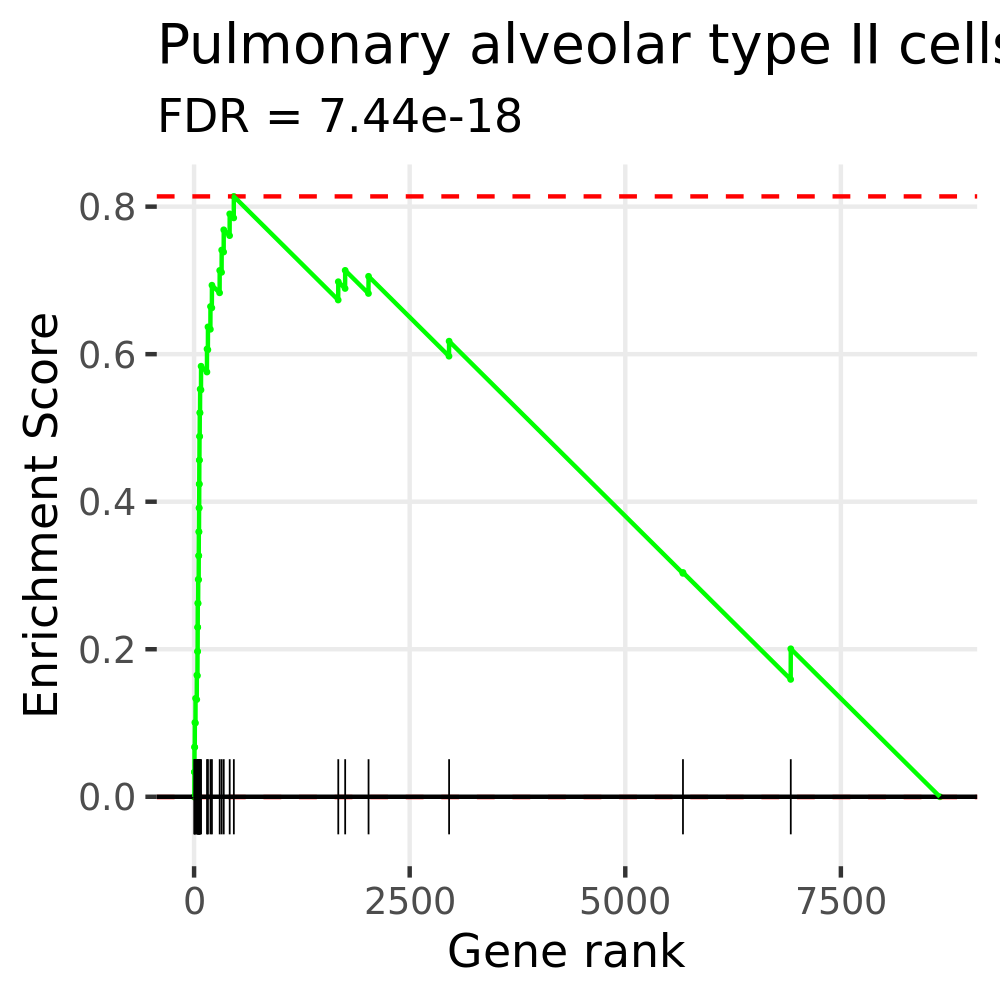 Pulmonary alveolar type II cells
FDR = 7.44e-18
Enrichment Score
0.8
0.6
0.4
0.2
0.0
0 2500 5000 7500
Gene rank